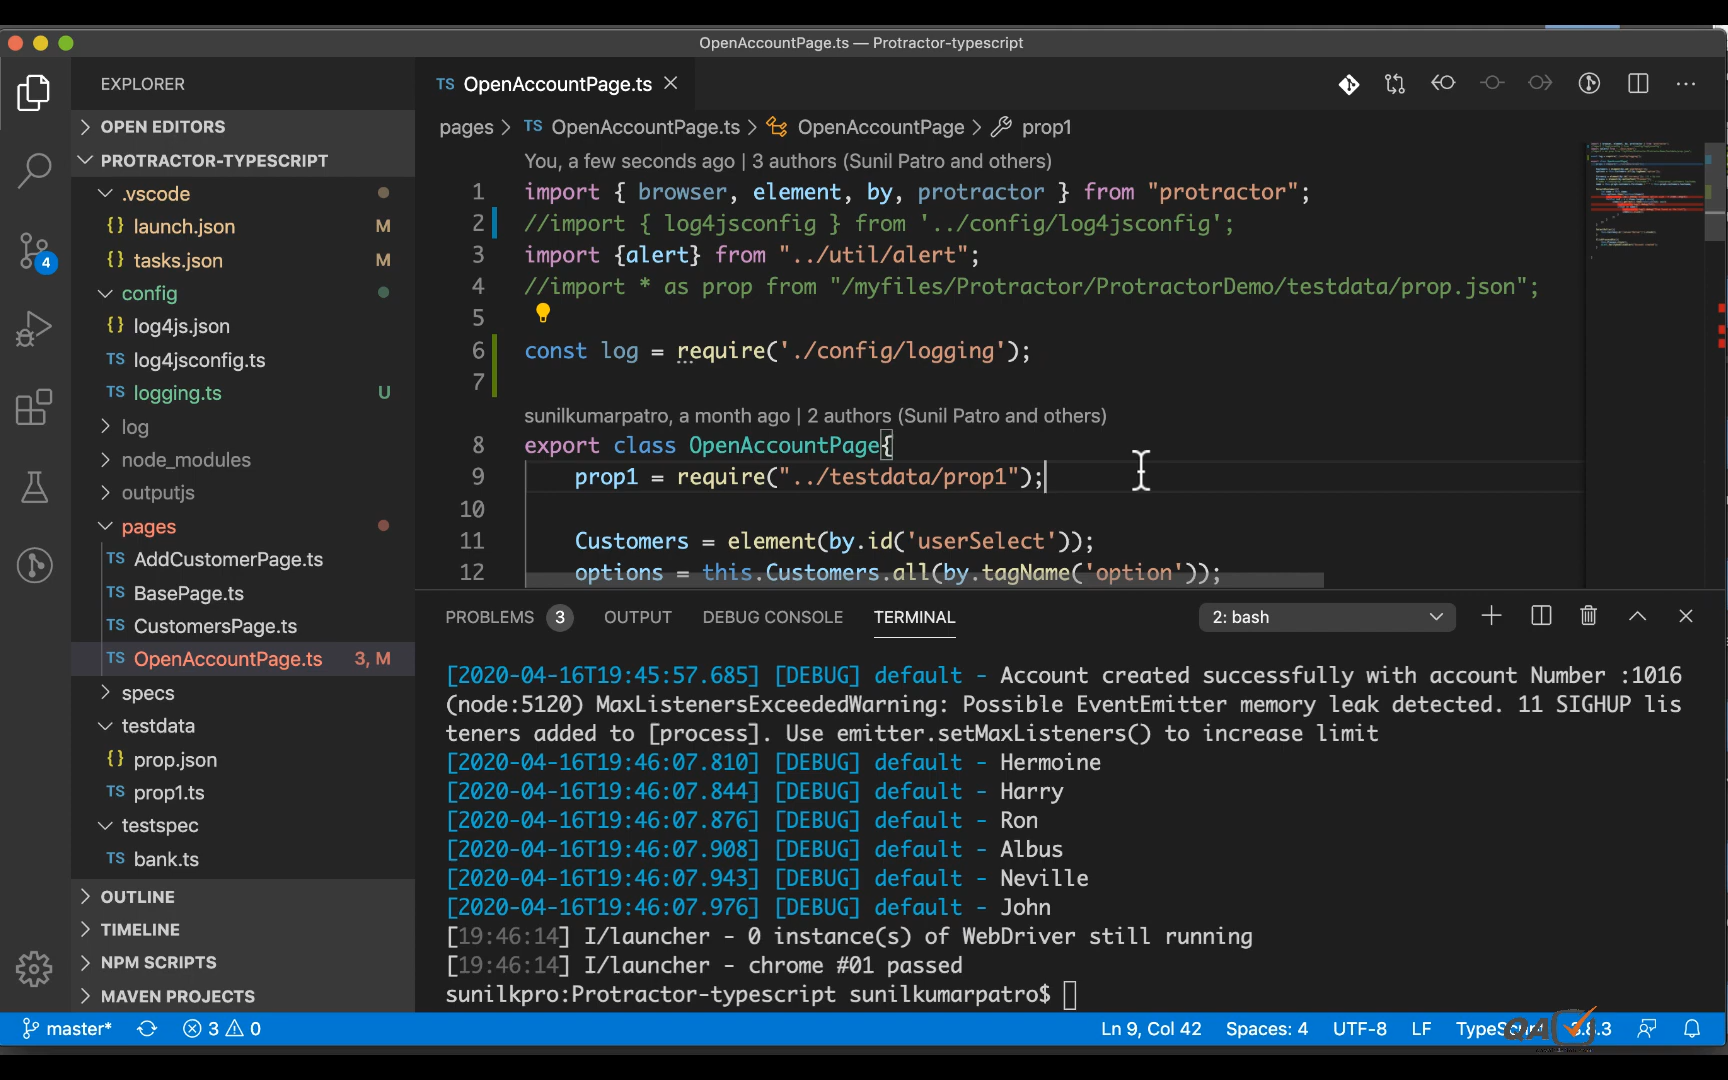 OpenAccountPage.ts — Protractor-typescript
EXPLORER
OPEN EDITORS
PROTRACTOR-TYPESCRIPT
.vscode
{} launch.json M
{} tasks.json M
config
{} log4js.json
TS log4jsconfig.ts
TS logging.ts U
log
node_modules
outputjs
pages
TS AddCustomerPage.ts
TS BasePage.ts
TS CustomersPage.ts
TS OpenAccountPage.ts 3, M
specs
testdata
{} prop.json
TS prop1.ts
testspec
TS bank.ts
OUTLINE
TIMELINE
NPM SCRIPTS
MAVEN PROJECTS
4
TS OpenAccountPage.ts
pages > TS OpenAccountPage.ts > OpenAccountPage > prop1
You, a few seconds ago | 3 authors (Sunil Patro and others)
1 import { browser, element, by, protractor } from "protractor";
2 //import { log4jsconfig } from '../config/log4jsconfig';
3 import {alert} from "../util/alert";
4 //import * as prop from "/myfiles/Protractor/ProtractorDemo/testdata/prop.json";
5
6 const log = require('./config/logging');
7
sunilkumarpatro, a month ago | 2 authors (Sunil Patro and others)
8 export class OpenAccountPage{
9 prop1 = require("../testdata/prop1");
10
11 Customers = element(by.id('userSelect'));
12 options = this.Customers.all(by.tagName('option'));
PROBLEMS 3 OUTPUT DEBUG CONSOLE TERMINAL 2: bash
[2020-04-16T19:45:57.685] [DEBUG] default - Account created successfully with account Number :1016
(node:5120) MaxListenersExceededWarning: Possible EventEmitter memory leak detected. 11 SIGHUP lis
teners added to [process]. Use emitter.setMaxListeners() to increase limit
[2020-04-16T19:46:07.810] [DEBUG] default - Hermoine
[2020-04-16T19:46:07.844] [DEBUG] default - Harry
[2020-04-16T19:46:07.876] [DEBUG] default - Ron
[2020-04-16T19:46:07.908] [DEBUG] default - Albus
[2020-04-16T19:46:07.943] [DEBUG] default - Neville
[2020-04-16T19:46:07.976] [DEBUG] default - John
[19:46:14] I/launcher - 0 instance(s) of WebDriver still running
[19:46:14] I/launcher - chrome #01 passed
sunilkpro:Protractor-typescript sunilkumarpatro$
master* 3 0 Ln 9, Col 42 Spaces: 4 UTF-8 LF
QA